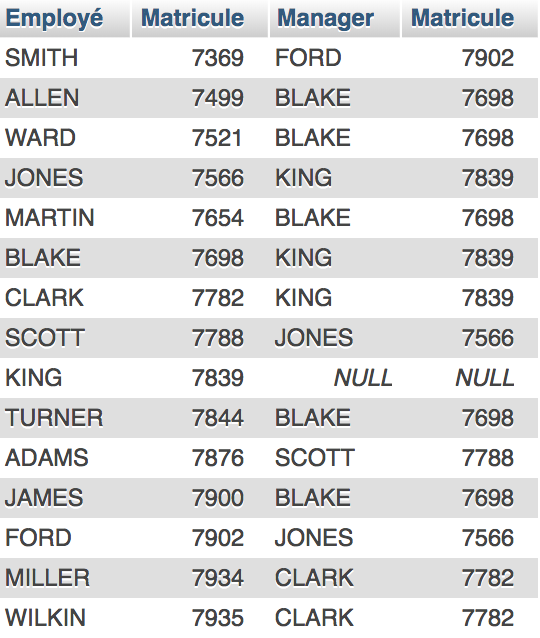 Employé Matricule Manager Matricule
SMITH 7369 FORD 7902
ALLEN 7499 BLAKE 7698
WARD 7521 BLAKE 7698
JONES 7566 KING 7839
MARTIN 7654 BLAKE 7698
BLAKE 7698 KING 7839
CLARK 7782 KING 7839
SCOTT 7788 JONES 7566
KING 7839 NULL NULL
TURNER 7844 BLAKE 7698
ADAMS 7876 SCOTT 7788
JAMES 7900 BLAKE 7698
FORD 7902 JONES 7566
MILLER 7934 CLARK 7782
WILKIN 7935 CLARK 7782